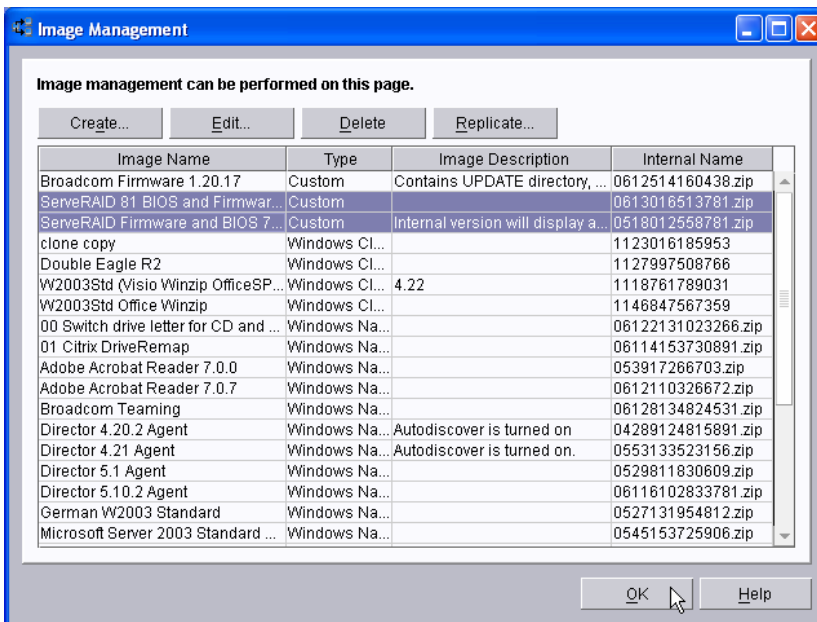 Image Management
Image management can be performed on this page.
Create... Edit... Delete Replicate...
Image Name Type Image Description Internal Name
Broadcom Firmware 1.20.17 Custom Contains UPDATE directory, ... 0612514160438.zip
ServeRAID 81 BIOS and Firmwar... Custom 0613016513781.zip
ServeRAID Firmware and BIOS 7... Custom Internal version will display a... 0518012558781.zip
clone copy Windows Cl... 1123016185953
Double Eagle R2 Windows Cl... 1127997508766
W2003Std (Visio Winzip OfficeSP... Windows Cl... 4.22 1118761789031
W2003Std Office Winzip Windows Cl... 1146847567359
00 Switch drive letter for CD and ... Windows Na... 06122131023266.zip
01 Citrix DriveRemap Windows Na... 06114153730891.zip
Adobe Acrobat Reader 7.0.0 Windows Na... 053917266703.zip
Adobe Acrobat Reader 7.0.7 Windows Na... 0612110326672.zip
Broadcom Teaming Windows Na... 06128134824531.zip
Director 4.20.2 Agent Windows Na... Autodiscover is turned on 04289124815891.zip
Director 4.21 Agent Windows Na... Autodiscover is turned on. 0553133523156.zip
Director 5.1 Agent Windows Na... 0529811830609.zip
Director 5.10.2 Agent Windows Na... 06116102833781.zip
German W2003 Standard Windows Na... 0527131954812.zip
Microsoft Server 2003 Standard ... Windows Na... 0545153725906.zip
OK Help